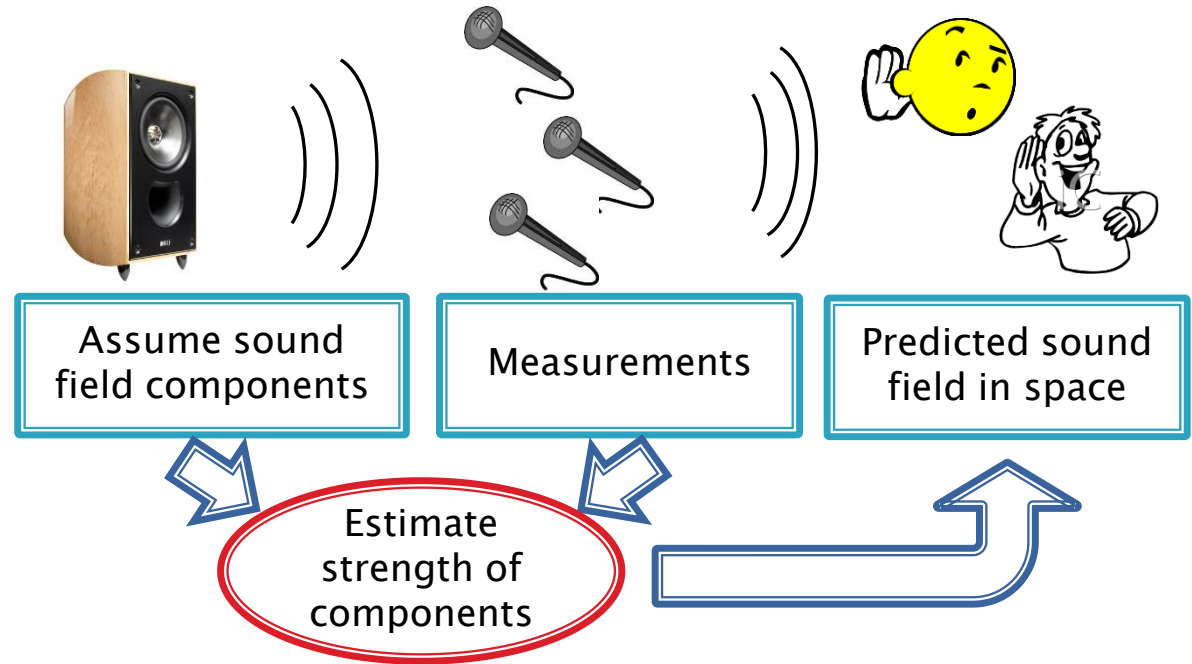 Assume sound
field components
Measurements
Predicted sound
field in space
Estimate
strength of
components